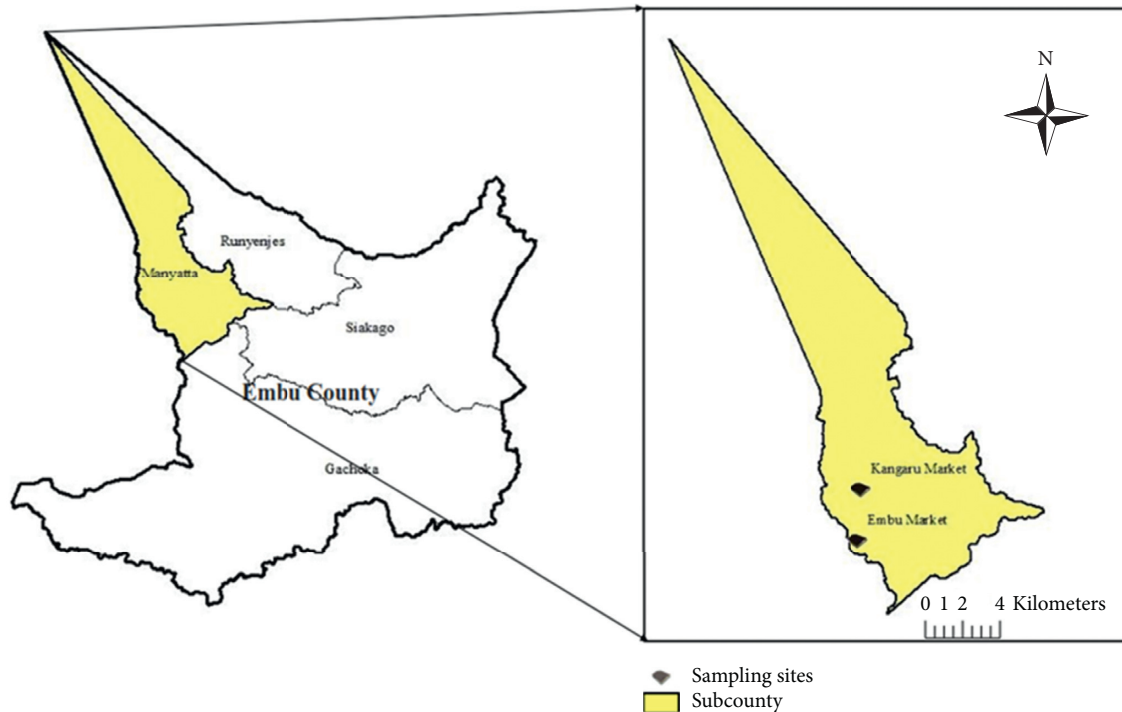 Runyenjes
Manyatta
Siakago
Embu County
Gachoka
N
Kangaru Market
Embu Market
0 1 2 4 Kilometers
Sampling sites
Subcounty